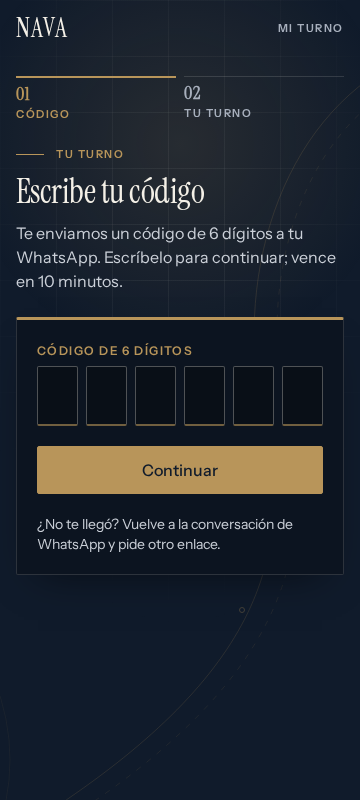 NAVA
MI TURNO
01
CÓDIGO
02
TU TURNO
TU TURNO
Escribe tu código
Te enviamos un código de 6 dígitos a tu
WhatsApp. Escríbelo para continuar; vence
en 10 minutos.
CÓDIGO DE 6 DÍGITOS
Continuar
¿No te llegó? Vuelve a la conversación de
WhatsApp y pide otro enlace.